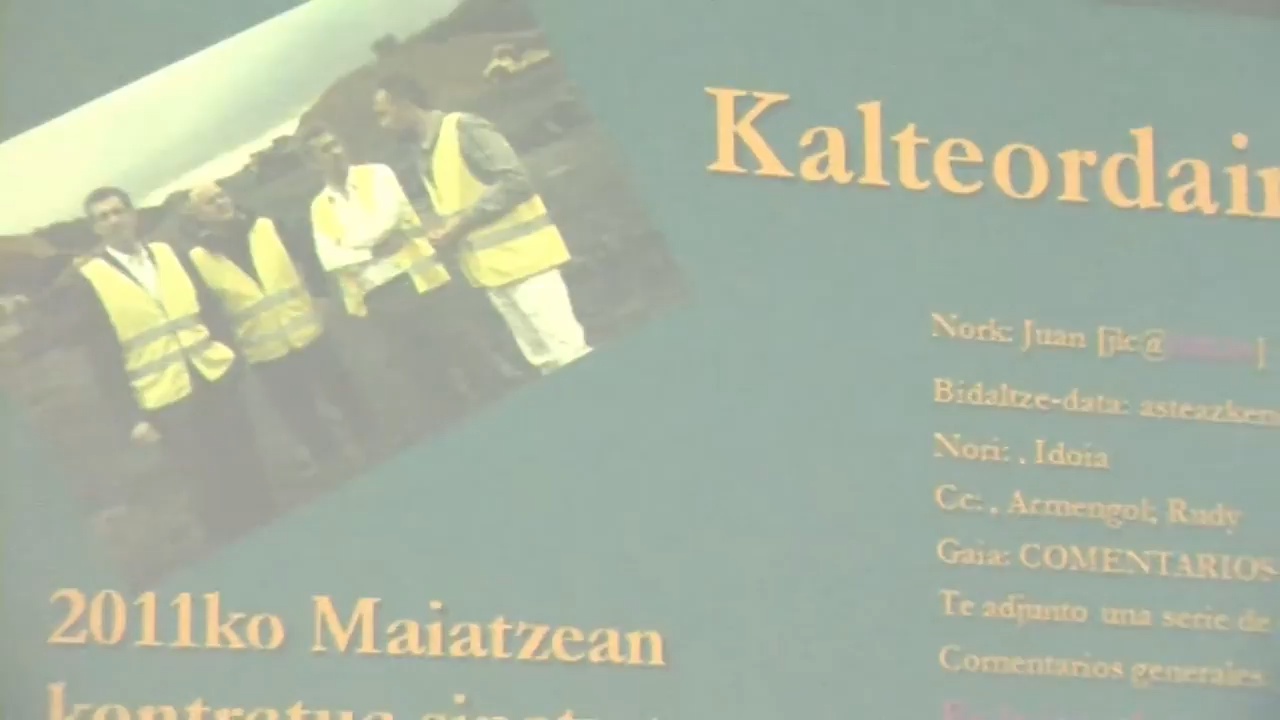 Kalteordain
Nork: Juan [jlc@ ]
Bidaltze-data: asteazken
Nori: , Idoia
Cc: , Armengol; Rudy
Gaia: COMENTARIOS
Te adjunto una serie de
Comentarios generales
2011ko Maiatzean
kontratua